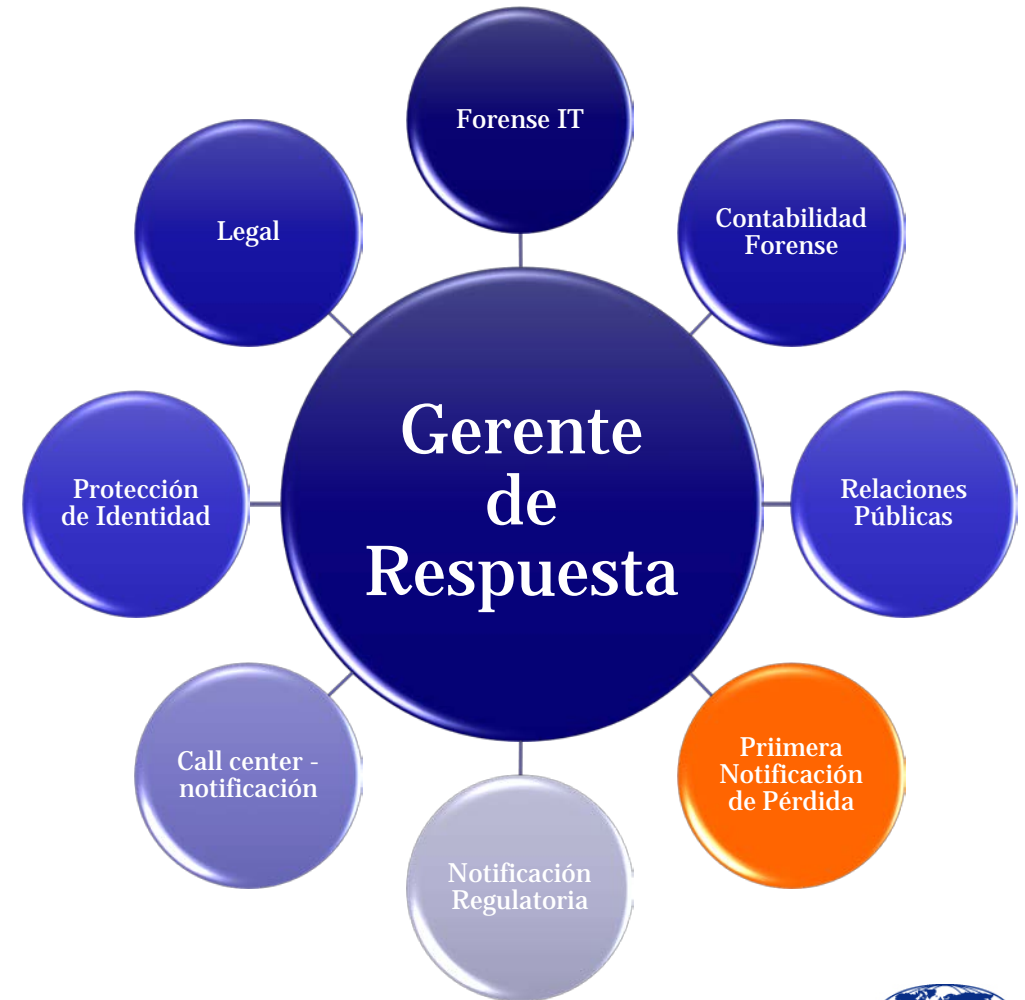 Forense IT
Contabilidad
Forense
Legal
Gerente
de
Respuesta
Protección
de Identidad
Relaciones
Públicas
Priimera
Notificación
de Pérdida
Call center -
notificación
Notificación
Regulatoria